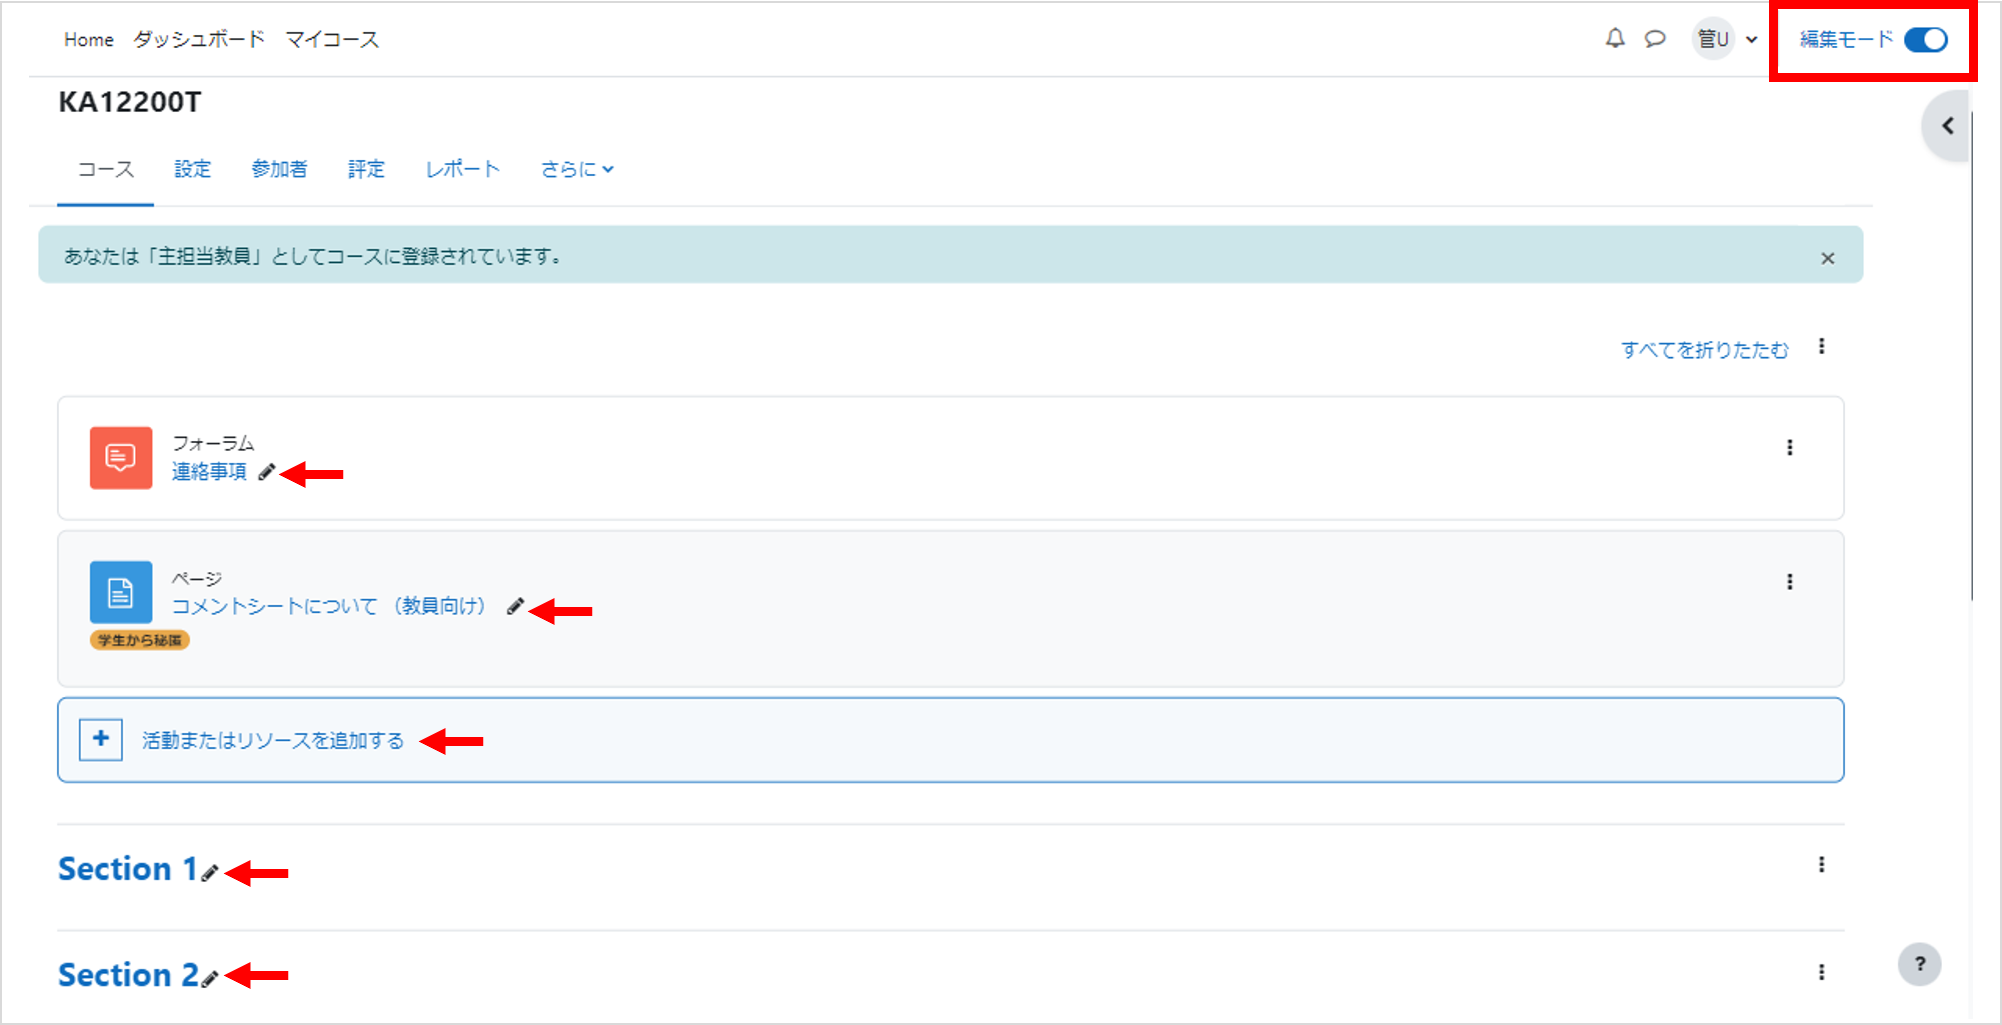 Home ダッシュボード マイコース 管U 編集モード
KA12200T
コース 設定 参加者 評定 レポート さらに
あなたは「主担当教員」としてコースに登録されています。 ×
すべてを折りたたむ
フォーラム
連絡事項
ページ
コメントシートについて （教員向け）
学生から秘匿
+ 活動またはリソースを追加する
Section 1
Section 2
?